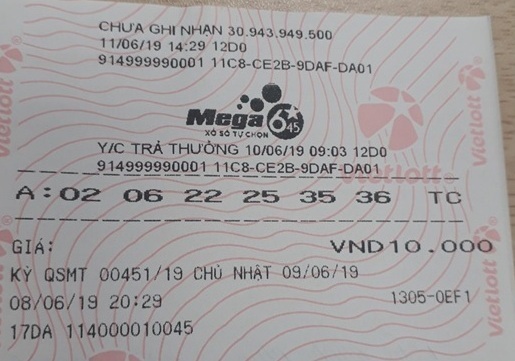 CHƯA GHI NHẬN 30.943.949.500
11/06/19 14:29 12D0
914999990001 11C8-CE2B-9DAF-DA01
Mega 6/45
XỔ SỐ TỰ CHỌN
Y/C TRẢ THƯỞNG 10/06/19 09:03 12D0
914999990001 11C8-CE2B-9DAF-DA01
A:02 06 22 25 35 36 TC
GIÁ: VND10.000
KỲ QSMT 00451/19 CHỦ NHẬT 09/06/19
08/06/19 20:29 1305-0EF1
17DA 114000010045
Vietlott
Vietlott
Vietlott
Vietlott
Vietlott